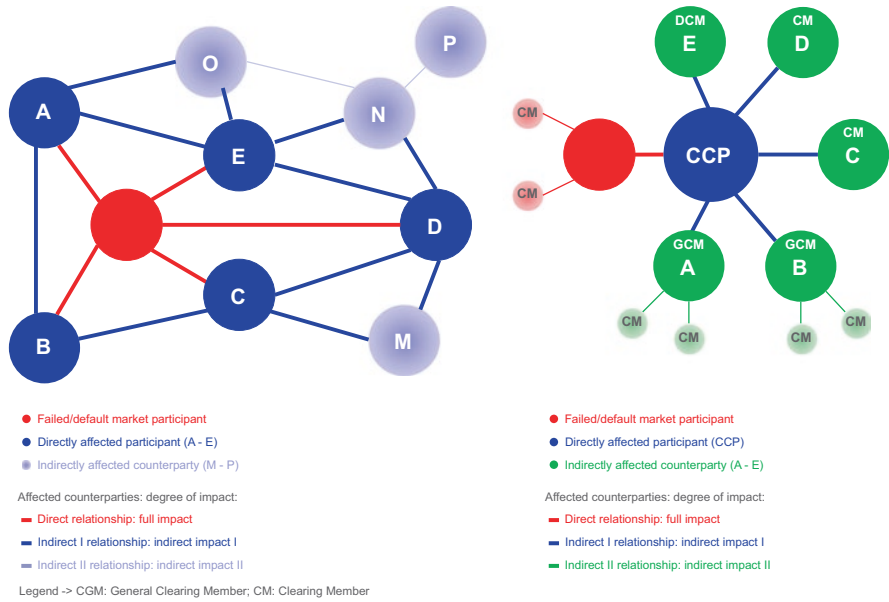 O
P
A
N
E
D
C
B
M
DCM
E
CM
D
CM
CCP
CM
C
CM
GCM
A
GCM
B
CM
CM
CM
CM
Failed/default market participant
Directly affected participant (A - E)
Indirectly affected counterparty (M - P)
Affected counterparties: degree of impact:
Direct relationship: full impact
Indirect I relationship: indirect impact I
Indirect II relationship: indirect impact II
Legend -> CGM: General Clearing Member; CM: Clearing Member
Failed/default market participant
Directly affected participant (CCP)
Indirectly affected counterparty (A - E)
Affected counterparties: degree of impact:
Direct relationship: full impact
Indirect I relationship: indirect impact I
Indirect II relationship: indirect impact II